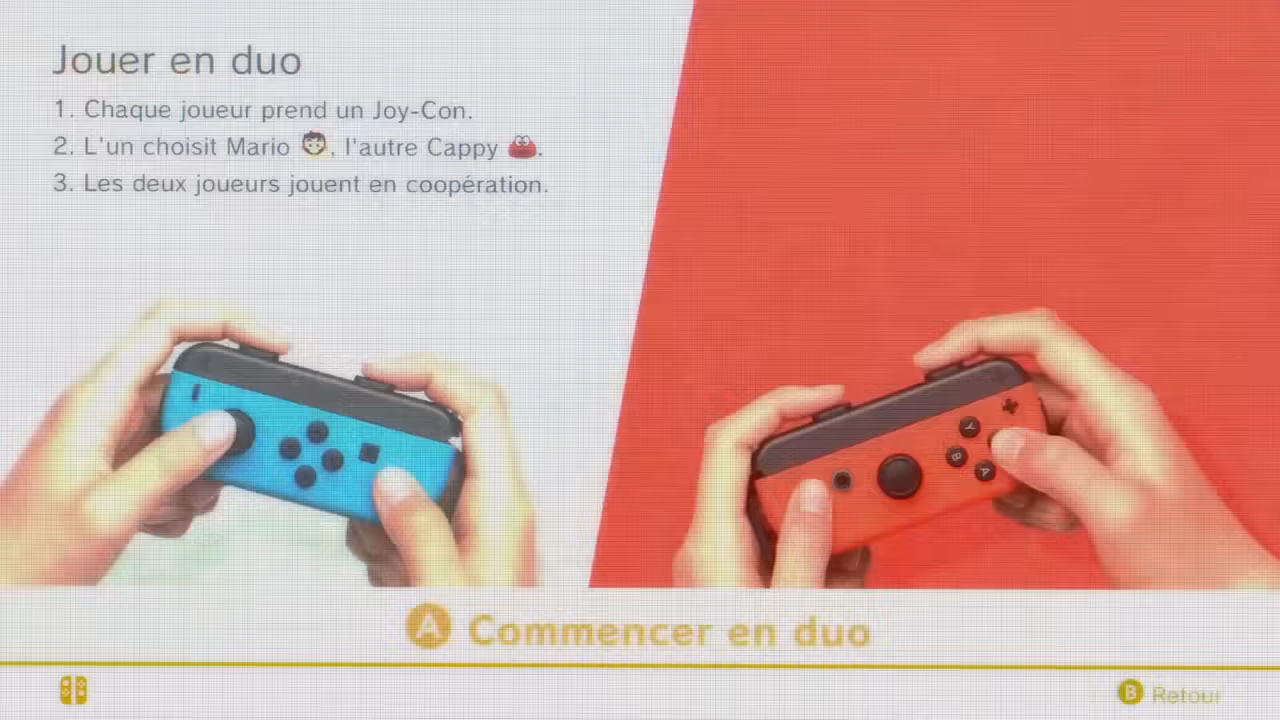 Jouer en duo
1. Chaque joueur prend un Joy-Con.
2. L'un choisit Mario, l'autre Cappy.
3. Les deux joueurs jouent en coopération.
Y
B
A
A Commencer en duo
B Retour